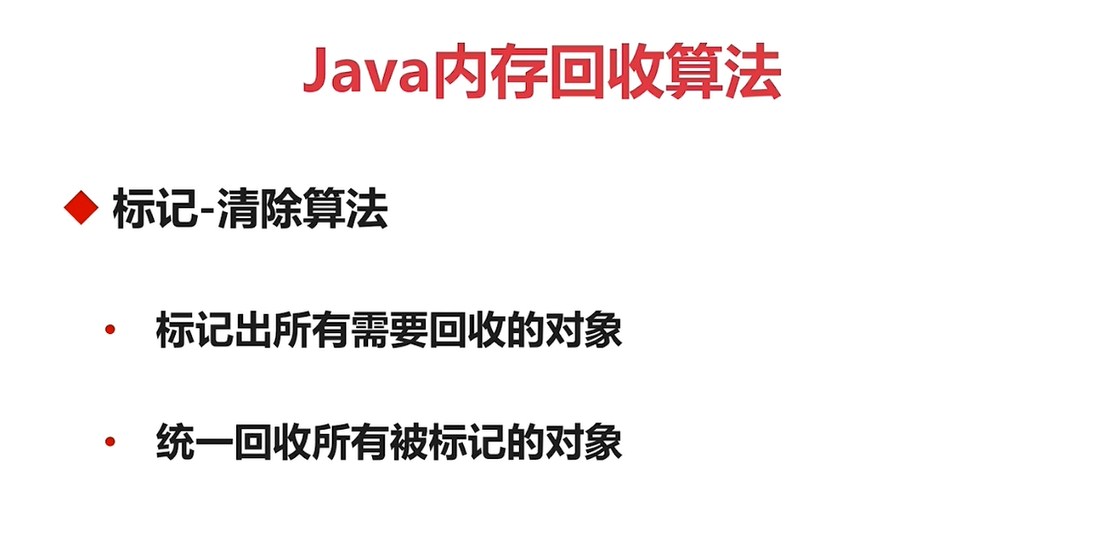 Java内存回收算法
标记-清除算法
标记出所有需要回收的对象
统一回收所有被标记的对象